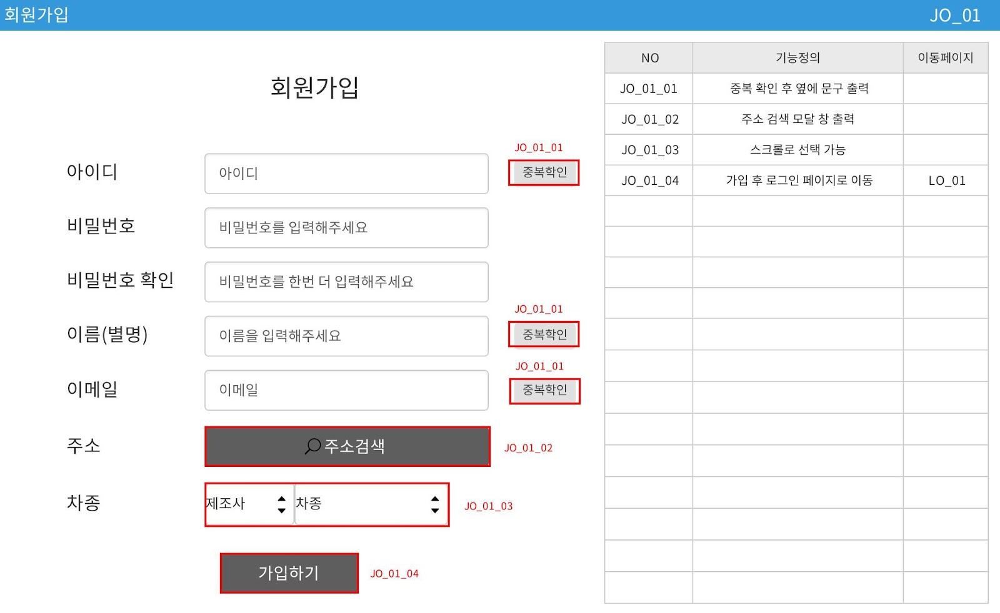 회원가입
JO_01
회원가입
JO_01_01
아이디
아이디
중복학인
비밀번호
비밀번호를 입력해주세요
비밀번호 확인
비밀번호를 한번 더 입력해주세요
JO_01_01
이름(별명)
이름을 입력해주세요
중복학인
JO_01_01
이메일
이메일
중복학인
주소
주소검색
JO_01_02
차종
제조사
차종
JO_01_03
가입하기
JO_01_04
NO 기능정의 이동페이지
JO_01_01 중복 확인 후 옆에 문구 출력
JO_01_02 주소 검색 모달 창 출력
JO_01_03 스크롤로 선택 가능
JO_01_04 가입 후 로그인 페이지로 이동 LO_01